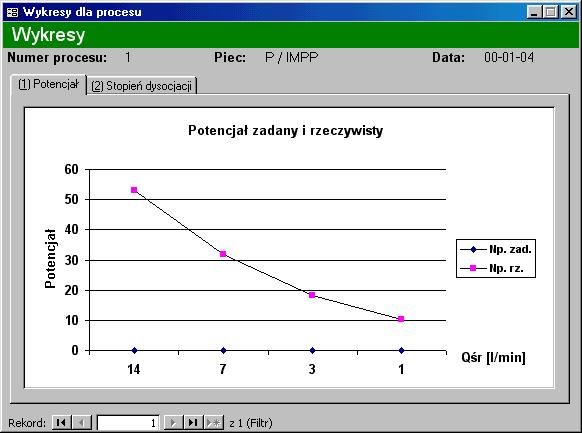 Wykresy dla procesu
Wykresy
Numer procesu: 1 Piec: P / IMPP Data: 00-01-04
(1) Potencjał (2) Stopień dysocjacji
Potencjał zadany i rzeczywisty
60
50
40
30
20
10
0
Potencjał
14 7 3 1
Qśr [l/min]
Np. zad.
Np. rz.
Rekord: 1 z 1 (Filtr)